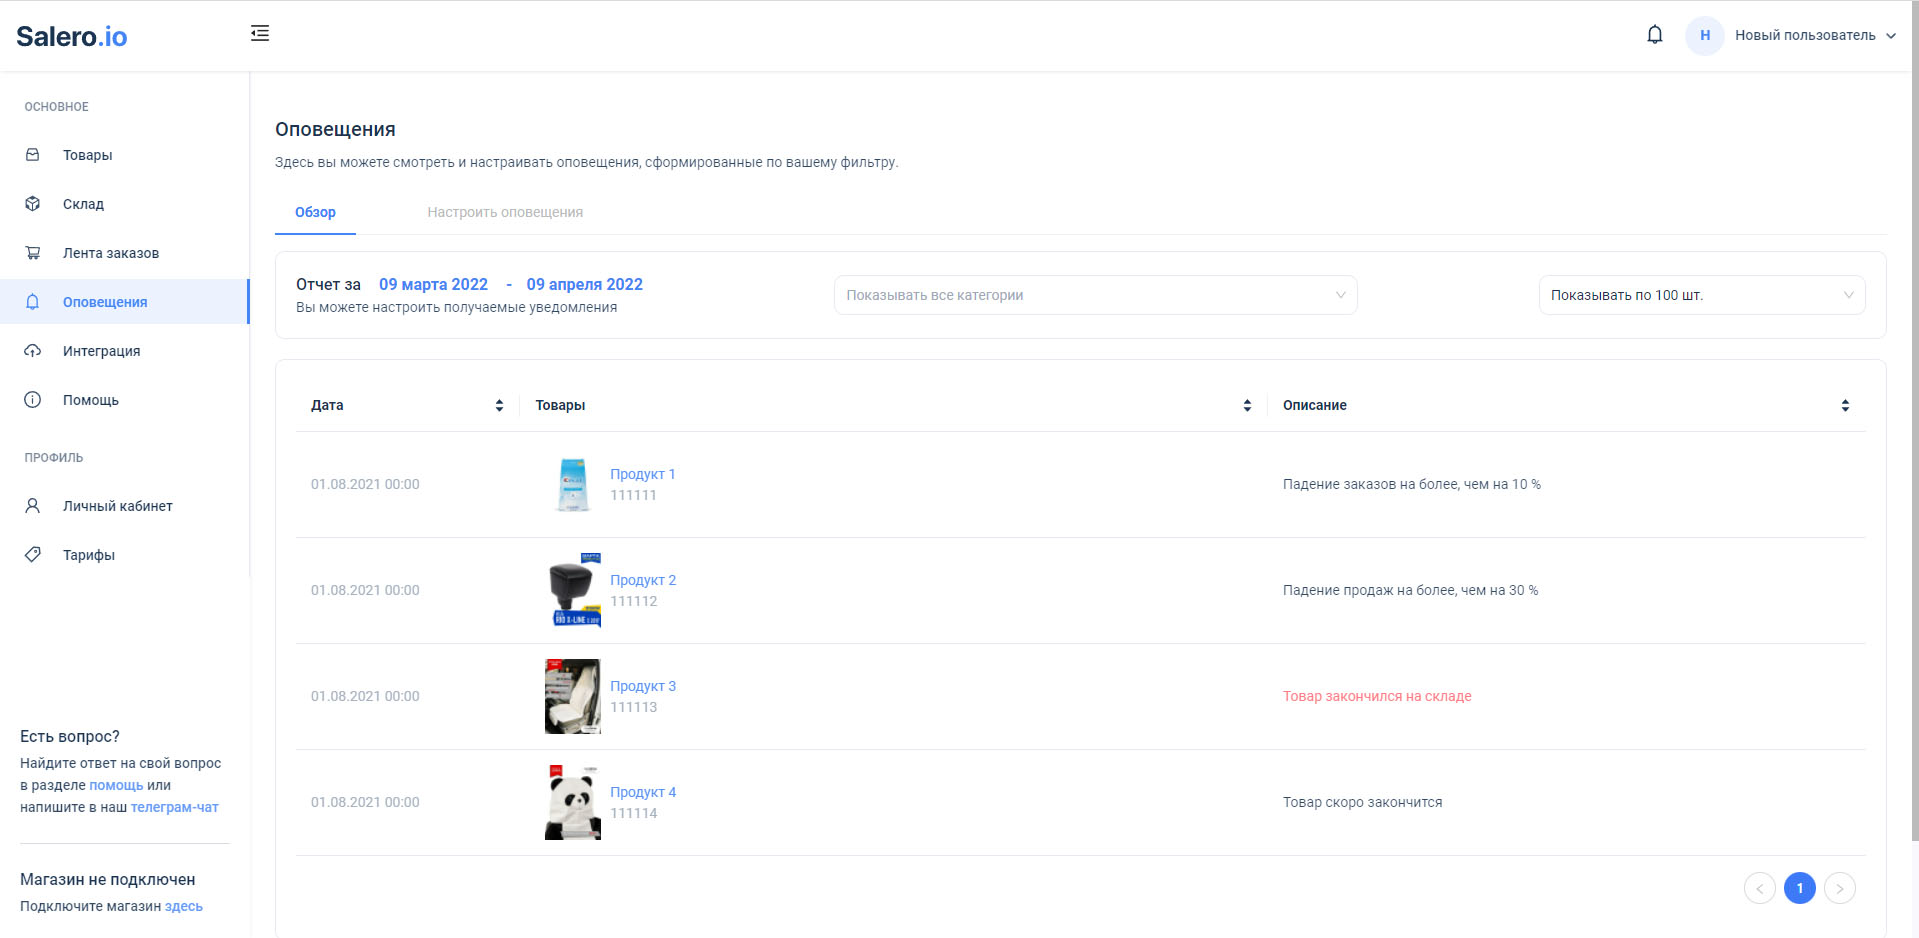 Salero.io
Н
Новый пользователь
ОСНОВНОЕ
Товары
Склад
Лента заказов
Оповещения
Интеграция
Помощь
ПРОФИЛЬ
Личный кабинет
Тарифы
Есть вопрос?
Найдите ответ на свой вопрос
в разделе помощь или
напишите в наш телеграм-чат
Магазин не подключен
Подключите магазин здесь
Оповещения
Здесь вы можете смотреть и настраивать оповещения, сформированные по вашему фильтру.
Обзор
Настроить оповещения
Отчет за 09 марта 2022 - 09 апреля 2022
Вы можете настроить получаемые уведомления
Показывать все категории
Показывать по 100 шт.
Дата
Товары
Описание
01.08.2021 00:00
Продукт 1
111111
Падение заказов на более, чем на 10 %
01.08.2021 00:00
RIO X-LINE
Продукт 2
111112
Падение продаж на более, чем на 30 %
01.08.2021 00:00
Продукт 3
111113
Товар закончился на складе
01.08.2021 00:00
Продукт 4
111114
Товар скоро закончится
1